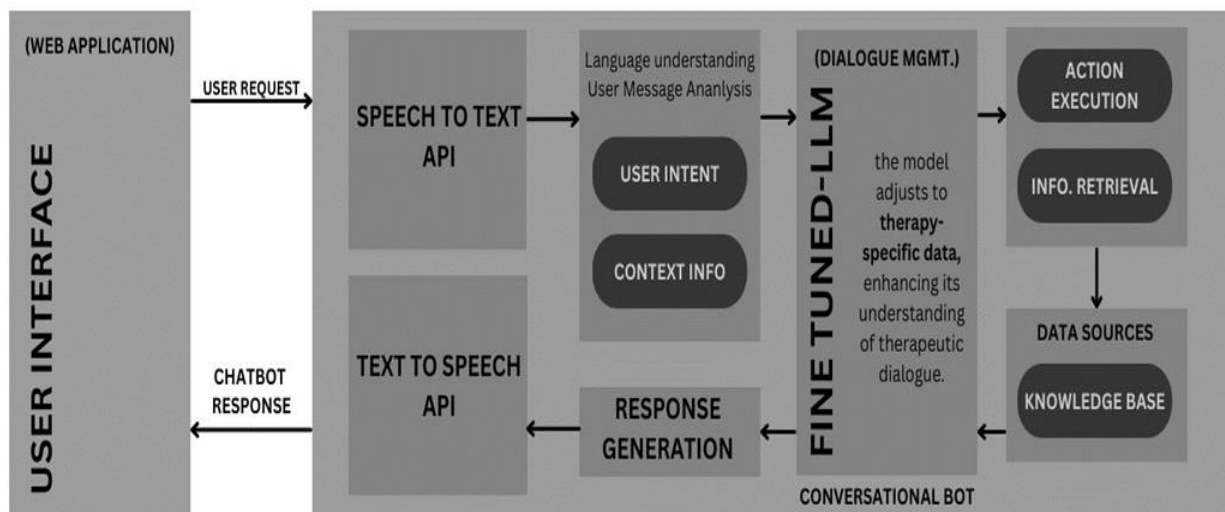 (WEB APPLICATION)
USER INTERFACE
USER REQUEST
CHATBOT
RESPONSE
SPEECH TO TEXT
API
TEXT TO SPEECH
API
Language understanding
User Message Ananlysis
USER INTENT
CONTEXT INFO
RESPONSE
GENERATION
(DIALOGUE MGMT.)
FINE TUNED-LLM
the model
adjusts to
therapy-
specific data,
enhancing its
understanding
of therapeutic
dialogue.
CONVERSATIONAL BOT
ACTION
EXECUTION
INFO. RETRIEVAL
DATA SOURCES
KNOWLEDGE BASE